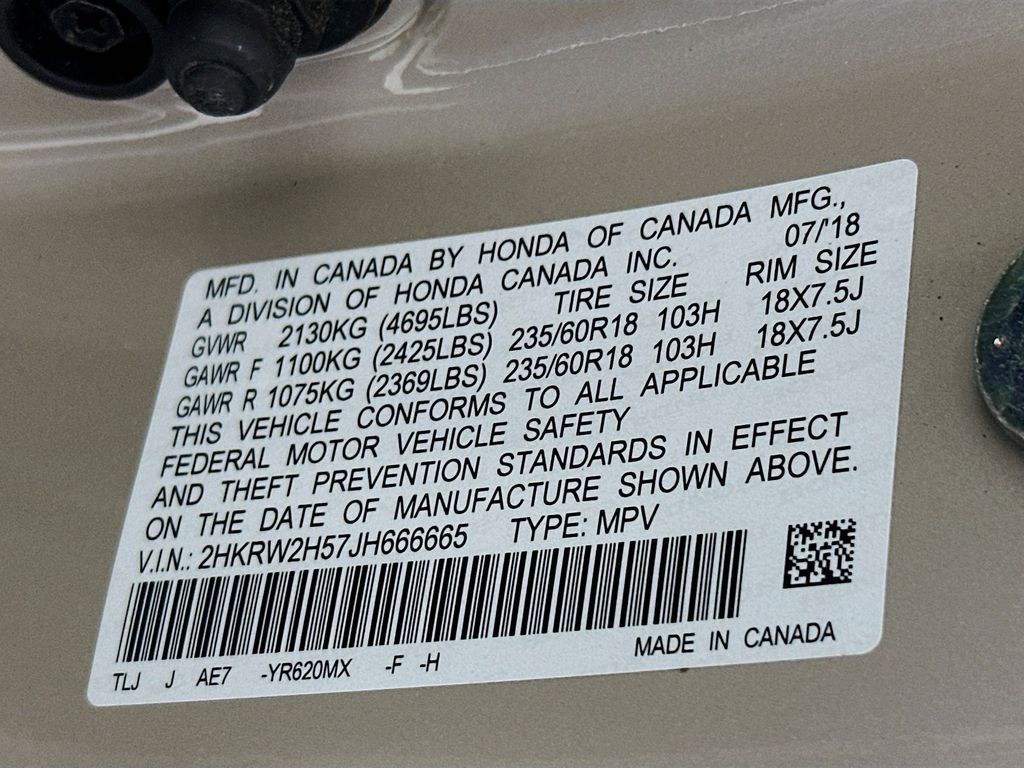 MFD. IN CANADA BY HONDA OF CANADA MFG.,
A DIVISION OF HONDA CANADA INC. 07/'18
GVWR 2130KG (4695LBS) TIRE SIZE RIM SIZE
GAWR F 1100KG (2425LBS) 235/60R18 103H 18X7.5J
GAWR R 1075KG (2369LBS) 235/60R18 103H 18X7.5J
THIS VEHICLE CONFORMS TO ALL APPLICABLE
FEDERAL MOTOR VEHICLE SAFETY
AND THEFT PREVENTION STANDARDS IN EFFECT
ON THE DATE OF MANUFACTURE SHOWN ABOVE.
V.I.N.: 2HKRW2H57JH666665 TYPE: MPV
TLJ J AE7 -YR620MX -F -H MADE IN CANADA